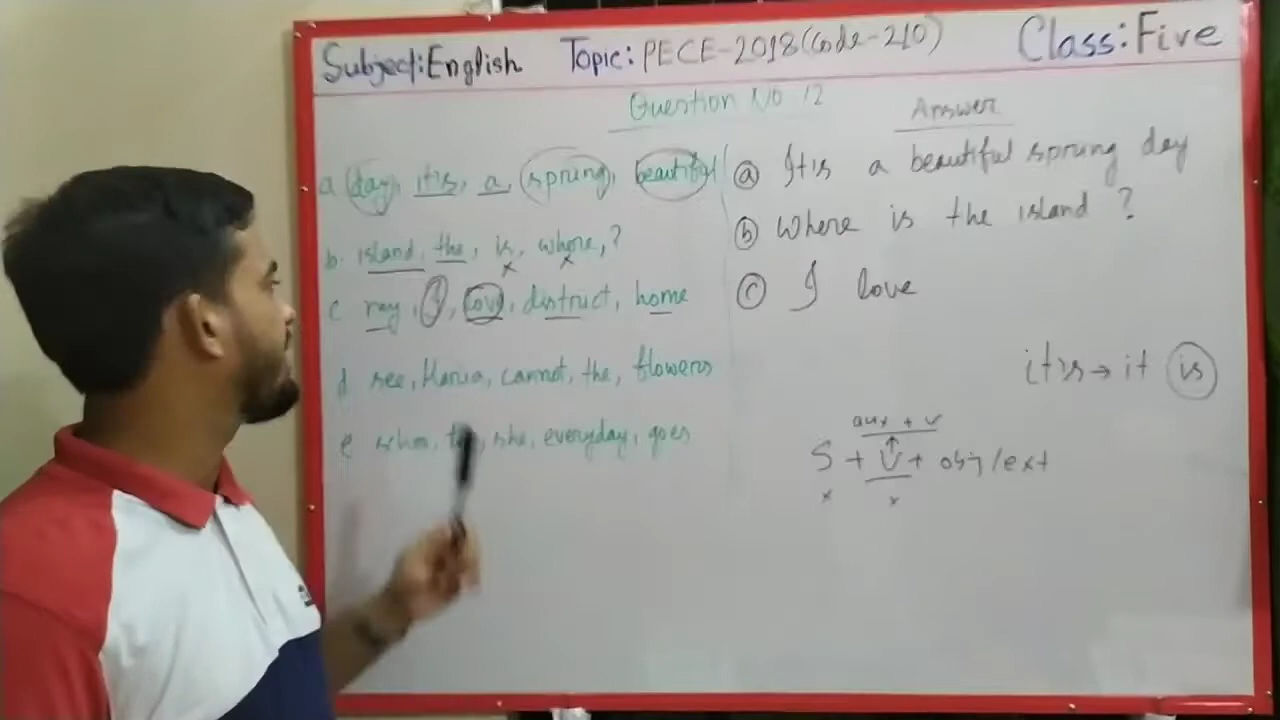 Subject: English Topic: PECE-2018 (Code-210) Class: Five
Question No 12
Answer
a day, it's, a, spring, beautiful
b. island, the, is, where, ?
c my, I, love, district, home
d see, Maria, cannot, the, flowers
e she, everyday, goes
a It's a beautiful spring day
b Where is the island ?
c I love
it's → it is
aux + v
S + V + obj/ext